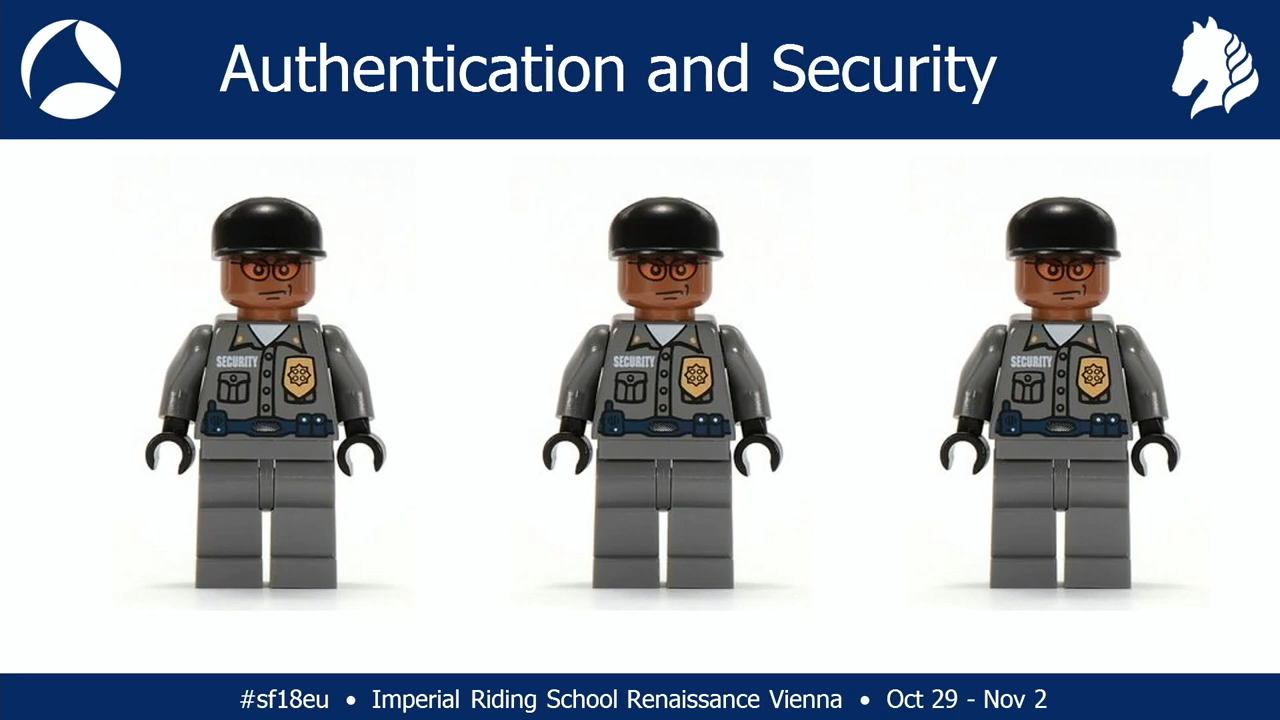 Authentication and Security
SECURITY
SECURITY
SECURITY
#sf18eu • Imperial Riding School Renaissance Vienna • Oct 29 - Nov 2